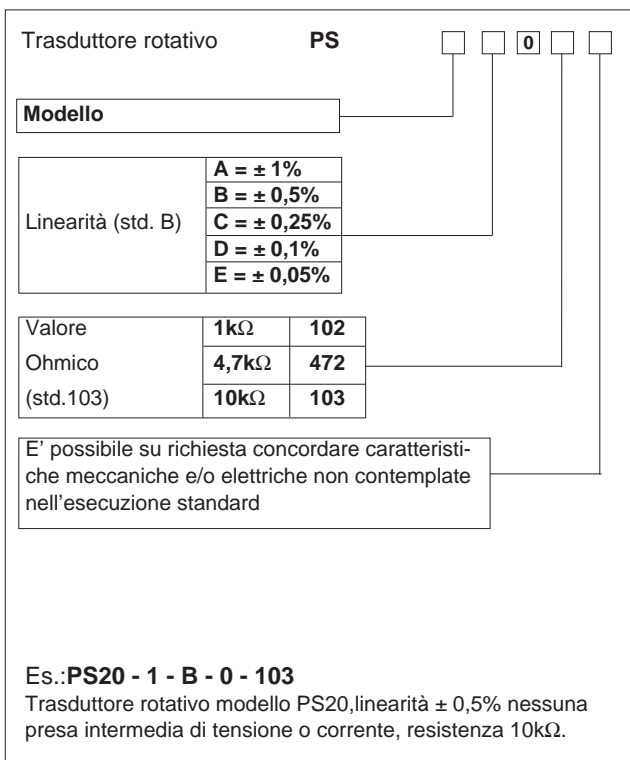 Trasduttore rotativo PS 0
Modello
Linearità (std. B)
A = ± 1%
B = ± 0,5%
C = ± 0,25%
D = ± 0,1%
E = ± 0,05%
Valore 1kΩ 102
Ohmico 4,7kΩ 472
(std.103) 10kΩ 103
E' possibile su richiesta concordare caratteristi-
che meccaniche e/o elettriche non contemplate
nell'esecuzione standard
Es.:PS20 - 1 - B - 0 - 103
Trasduttore rotativo modello PS20,linearità ± 0,5% nessuna
presa intermedia di tensione o corrente, resistenza 10kΩ.